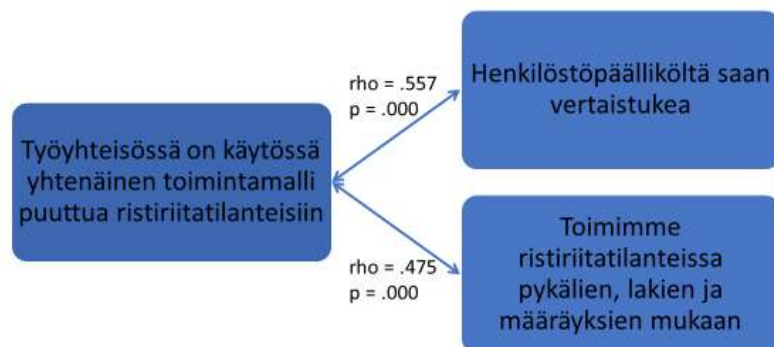 Työyhteisössä on käytössä
yhtenäinen toimintamalli
puuttua ristiriitatilanteisiin
rho = .557
p = .000
Henkilöstöpäälliköltä saan
vertaistukea
rho = .475
p = .000
Toimimme
ristiriitatilanteissa
pykälien, lakien ja
määräyksien mukaan